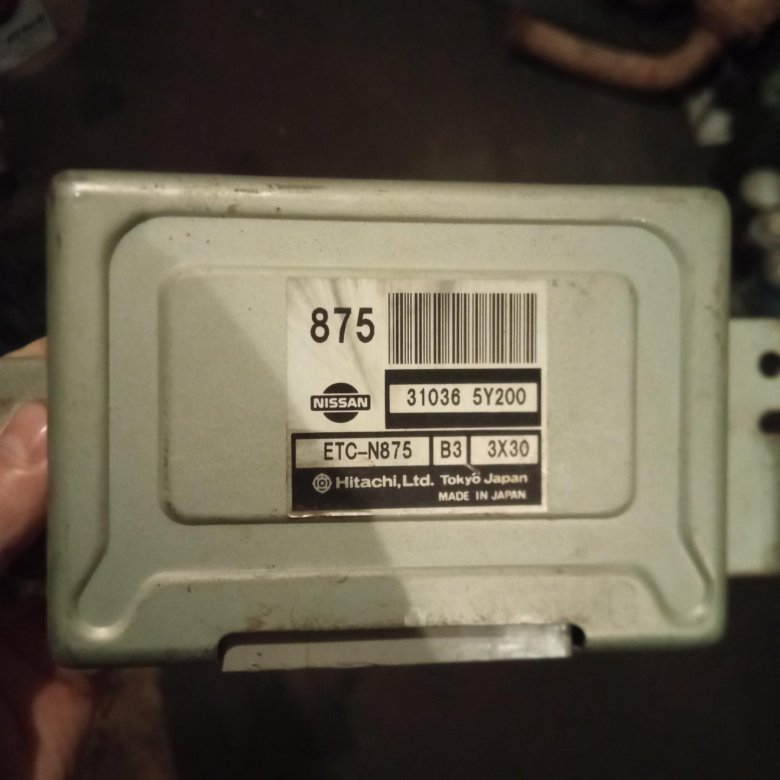 875
NISSAN
31036 5Y200
ETC-N875 B3 3X30
Hitachi,Ltd. Tokyo Japan
MADE IN JAPAN